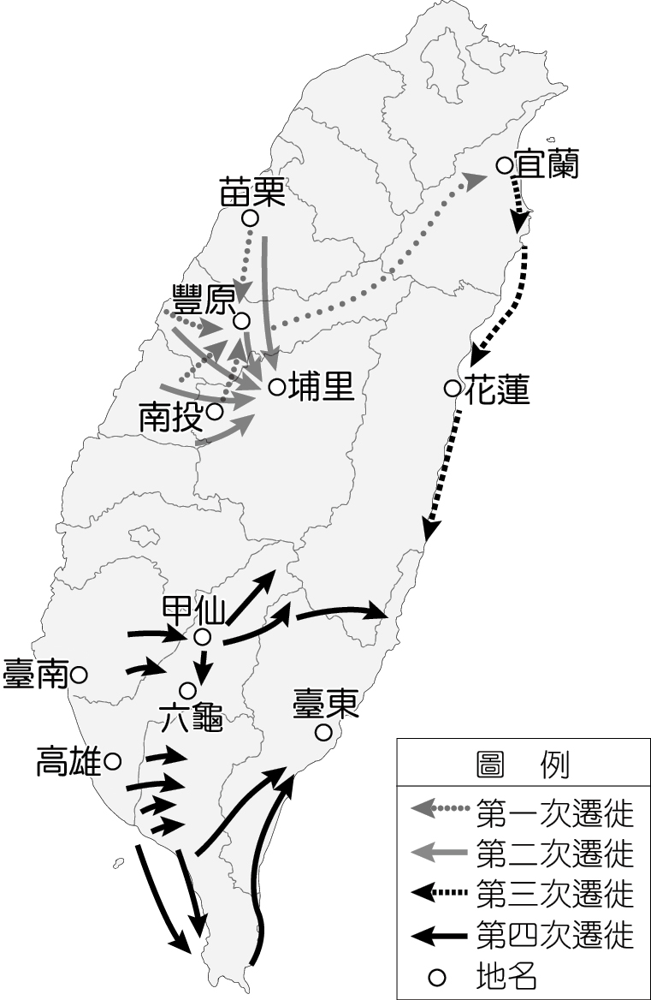 宜蘭
苗栗
豐原
埔里
花蓮
南投
甲仙
臺南
六龜
臺東
高雄
圖 例
第一次遷徙
第二次遷徙
第三次遷徙
第四次遷徙
地名